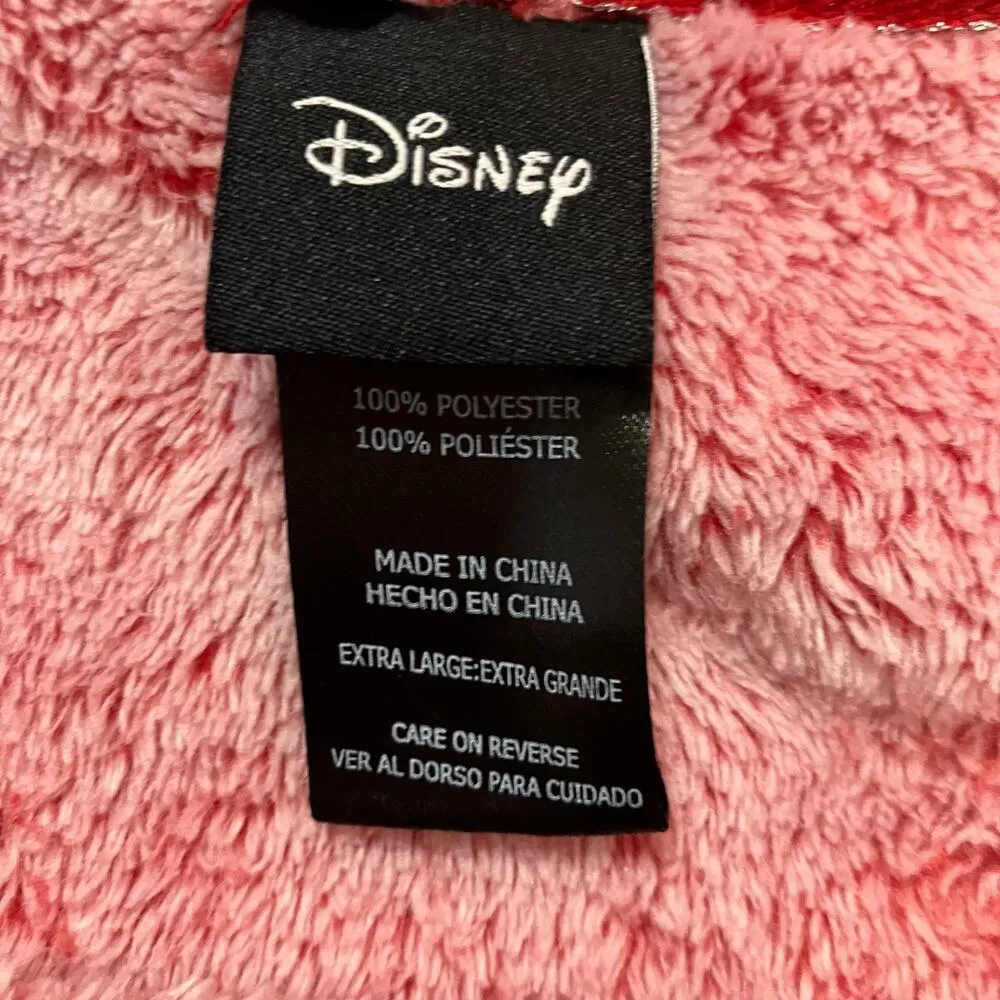 Disney
100% POLYESTER
100% POLIÉSTER
MADE IN CHINA
HECHO EN CHINA
EXTRA LARGE:EXTRA GRANDE
CARE ON REVERSE
VER AL DORSO PARA CUIDADO